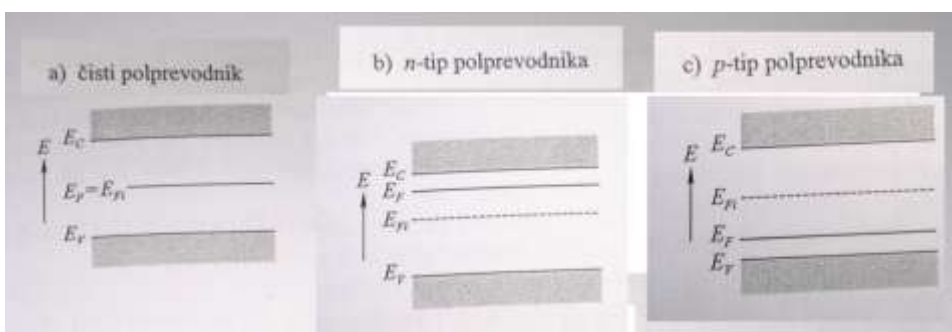 a) čisti polprevodnik
E
E_C
E_F=E_Fi
E_V
b) n-tip polprevodnika
E
E_C
E_F
E_Fi
E_V
c) p-tip polprevodnika
E
E_C
E_Fi
E_F
E_V